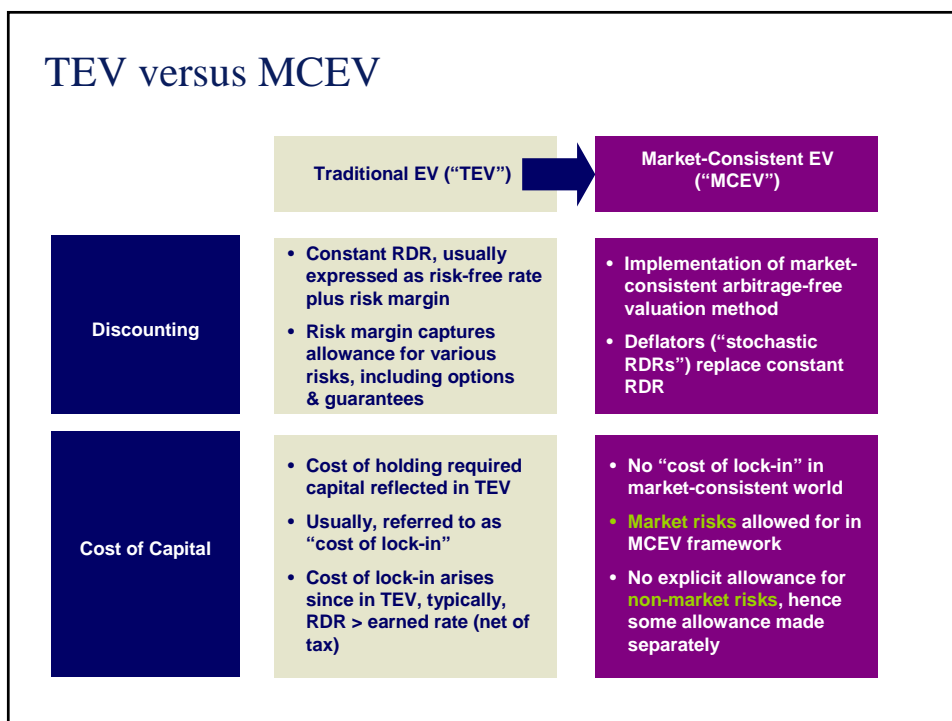 TEV versus MCEV
Traditional EV (“TEV”)
Market-Consistent EV
(“MCEV”)
Discounting
• Constant RDR, usually
expressed as risk-free rate
plus risk margin
• Risk margin captures
allowance for various
risks, including options
& guarantees
• Implementation of market-
consistent arbitrage-free
valuation method
• Deflators (“stochastic
RDRs”) replace constant
RDR
Cost of Capital
• Cost of holding required
capital reflected in TEV
• Usually, referred to as
“cost of lock-in”
• Cost of lock-in arises
since in TEV, typically,
RDR > earned rate (net of
tax)
• No “cost of lock-in” in
market-consistent world
• Market risks allowed for in
MCEV framework
• No explicit allowance for
non-market risks, hence
some allowance made
separately